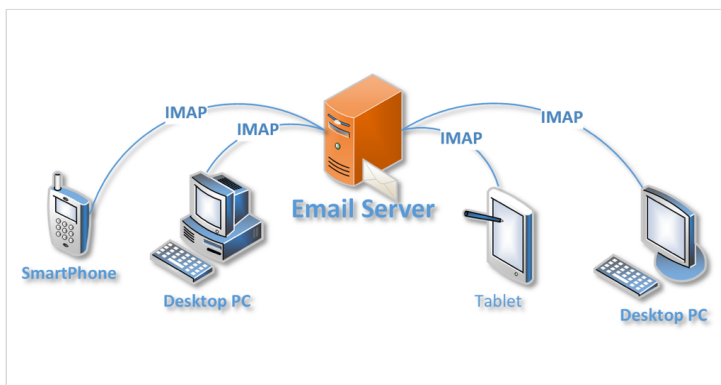 IMAP
IMAP
IMAP
IMAP
Email Server
SmartPhone
Desktop PC
Tablet
Desktop PC